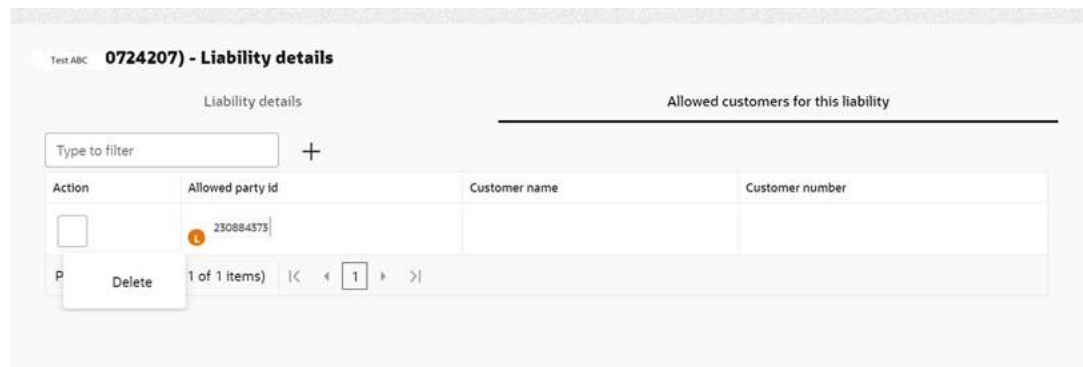 Test ABC 0724207) - Liability details
Liability details Allowed customers for this liability
Type to filter +
Action Allowed party id Customer name Customer number
L 230884373
P 1 of 1 items) 1
Delete